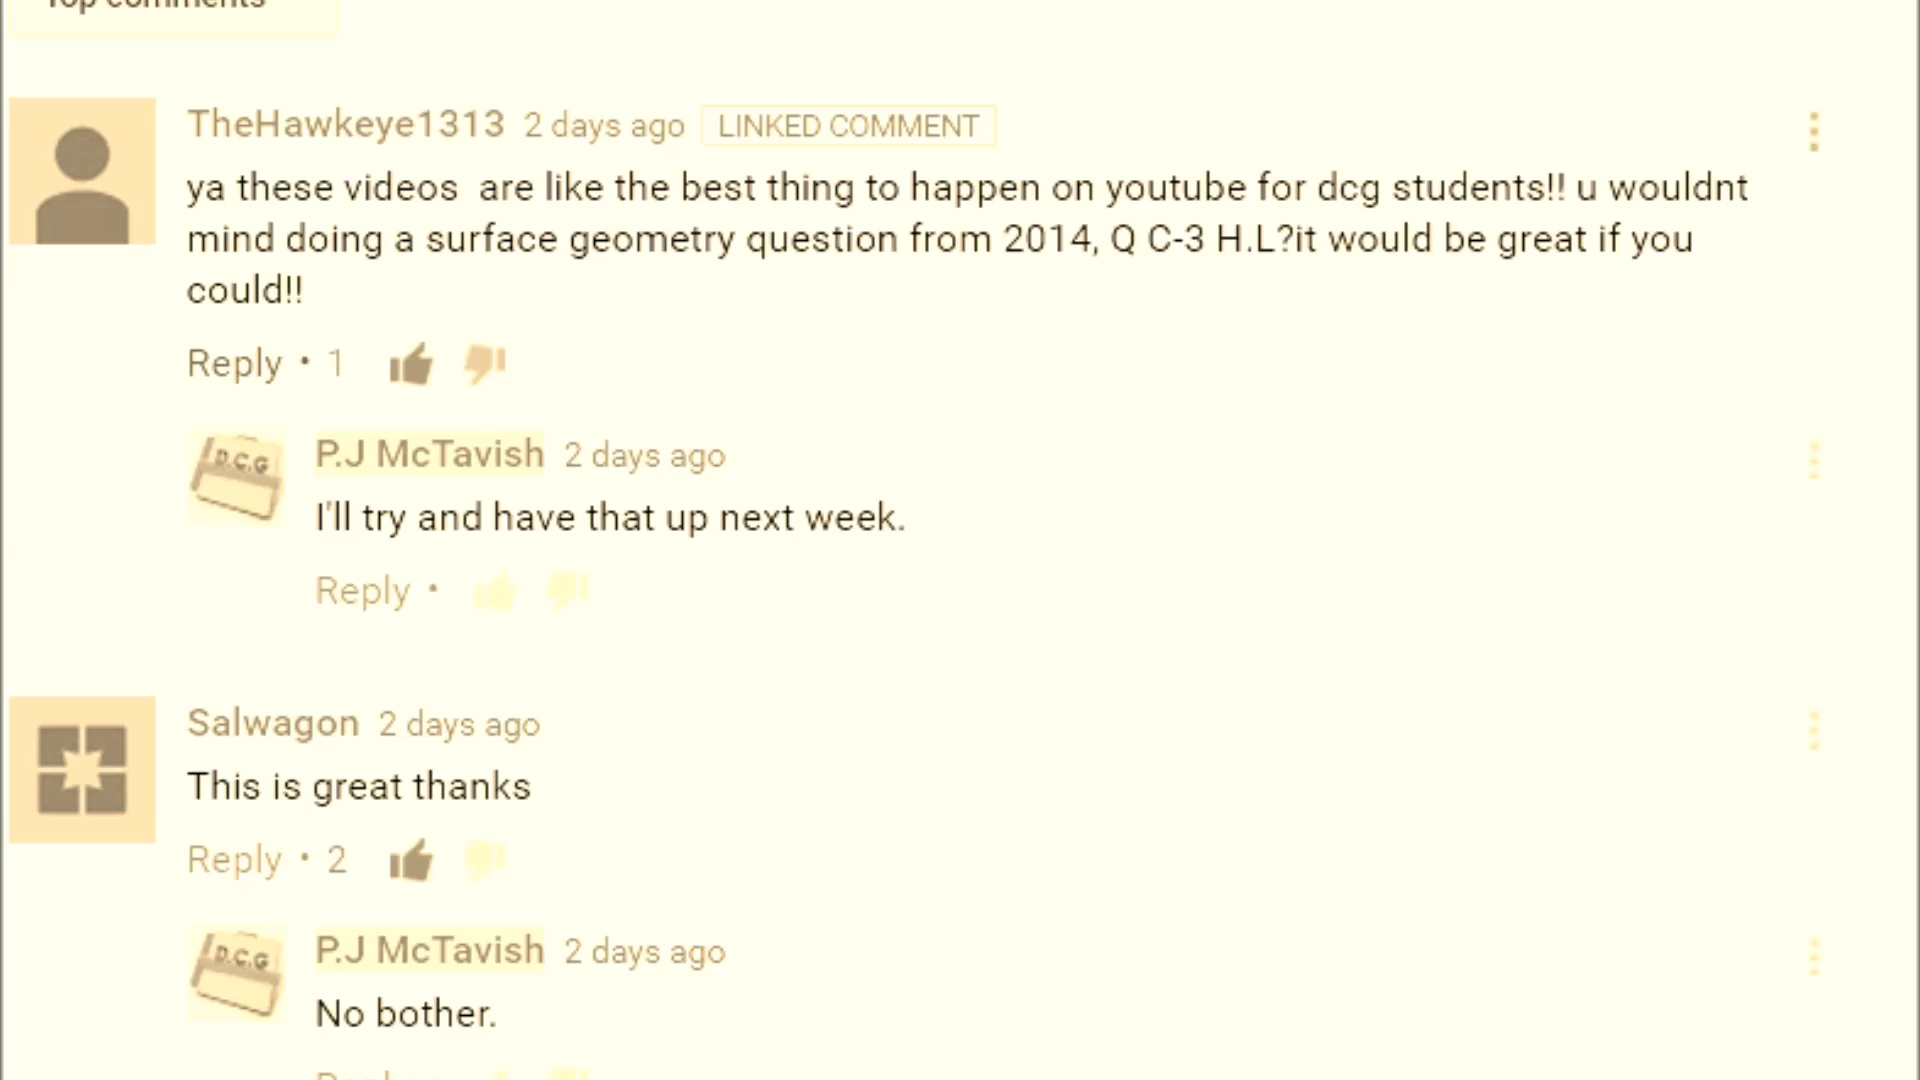 Top comments
TheHawkeye1313 2 days ago LINKED COMMENT
ya these videos  are like the best thing to happen on youtube for dcg students!! u wouldnt
mind doing a surface geometry question from 2014, Q C-3 H.L?it would be great if you
could!!
Reply • 1
D.C.G
P.J McTavish 2 days ago
I'll try and have that up next week.
Reply •
Salwagon 2 days ago
This is great thanks
Reply • 2
D.C.G
P.J McTavish 2 days ago
No bother.
Reply •